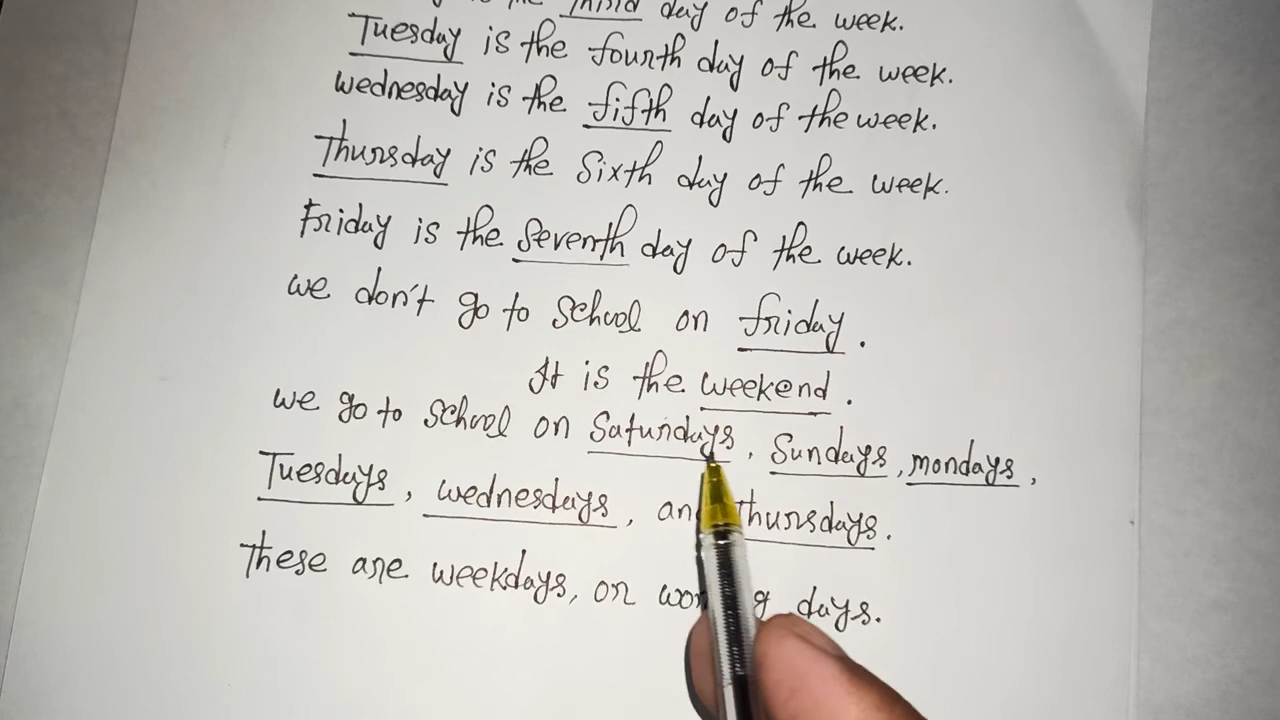 the third day of the week.
Tuesday is the fourth day of the week.
wednesday is the fifth day of the week.
Thursday is the Sixth day of the week.
Friday is the Seventh day of the week.
we don't go to School on friday.
It is the weekend.
we go to School on Saturdays, Sundays, mondays,
Tuesdays, wednesdays, and Thursdays.
These are weekdays, or days.